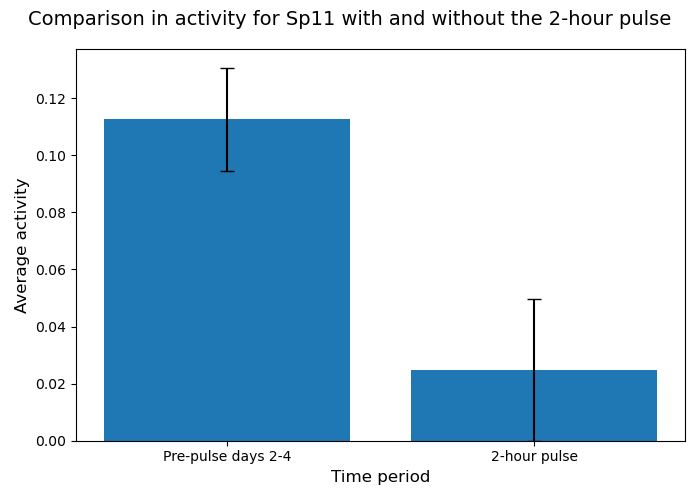 Comparison in activity for Sp11 with and without the 2-hour pulse
Average activity
0.12
0.10
0.08
0.06
0.04
0.02
0.00
Pre-pulse days 2-4
2-hour pulse
Time period